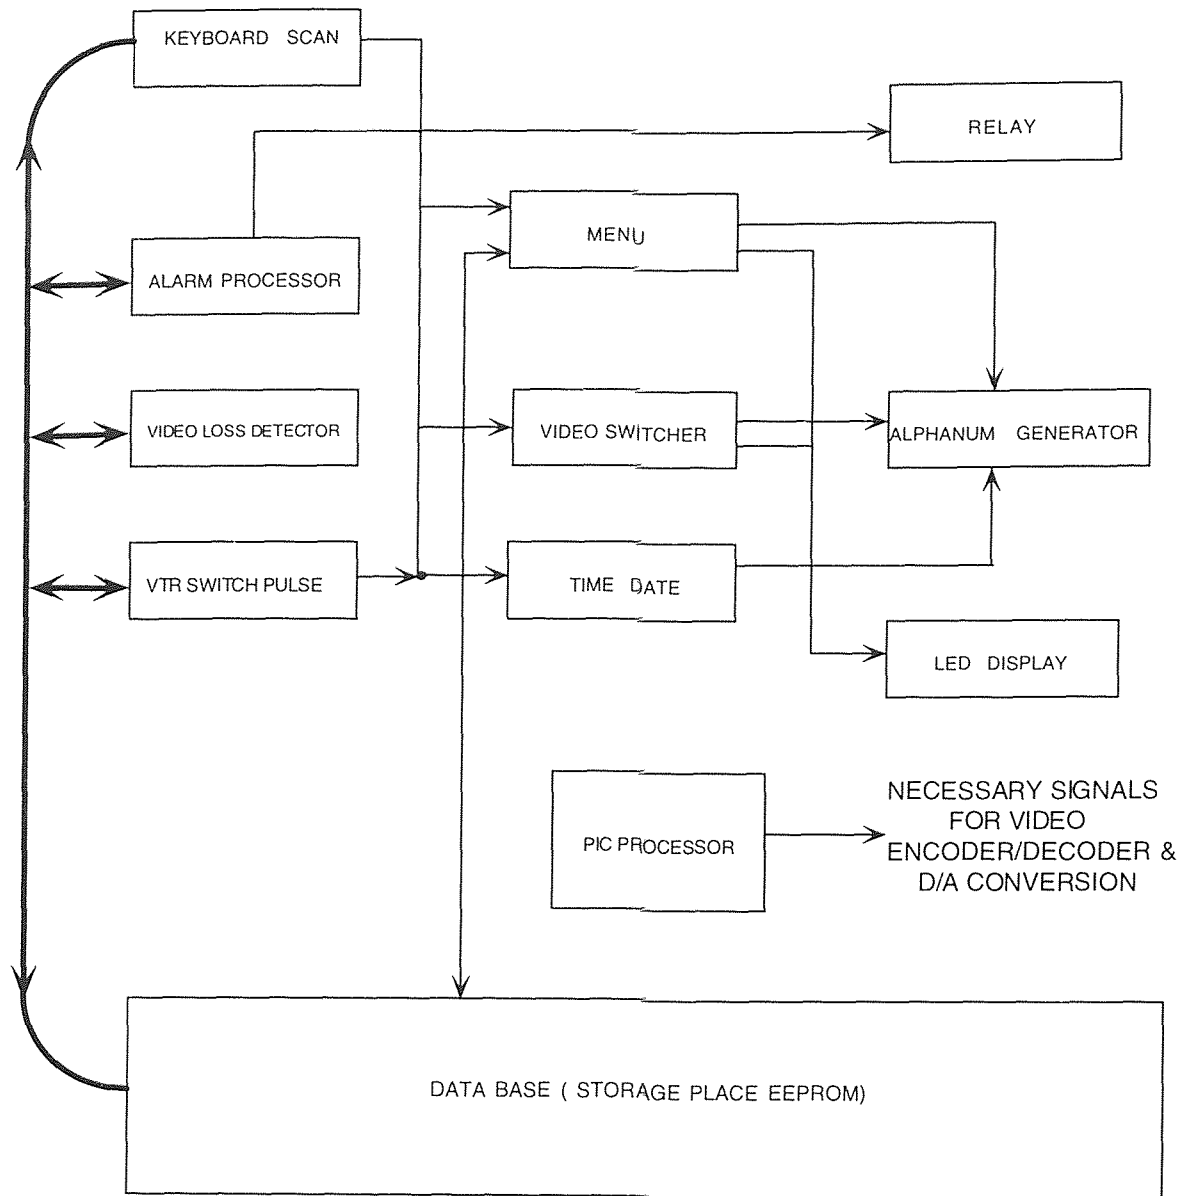 KEYBOARD SCAN
RELAY
MENU
ALARM PROCESSOR
VIDEO LOSS DETECTOR
VIDEO SWITCHER
ALPHANUM GENERATOR
VTR SWITCH PULSE
TIME DATE
LED DISPLAY
PIC PROCESSOR
NECESSARY SIGNALS
FOR VIDEO
ENCODER/DECODER &
D/A CONVERSION
DATA BASE ( STORAGE PLACE EEPROM)